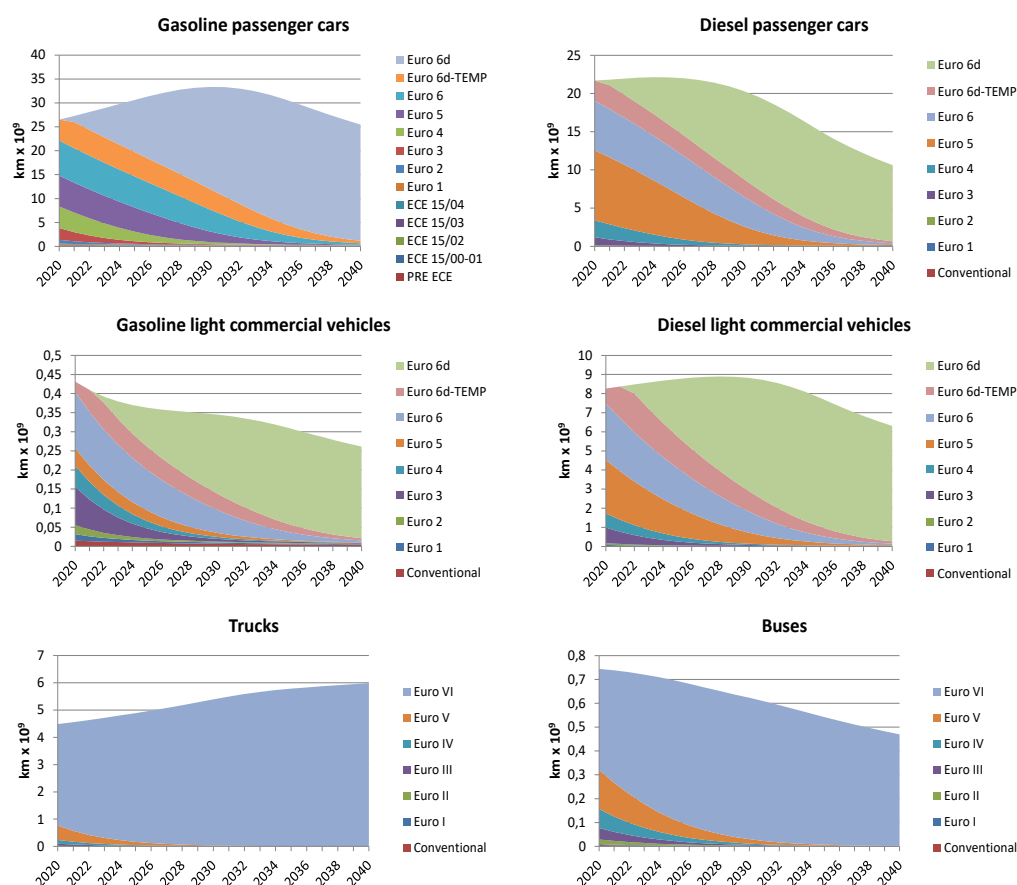 Gasoline passenger cars
km x 10⁹
40
35
30
25
20
15
10
5
0
2020
2022
2024
2026
2028
2030
2032
2034
2036
2038
2040
Euro 6d
Euro 6d-TEMP
Euro 6
Euro 5
Euro 4
Euro 3
Euro 2
Euro 1
ECE 15/04
ECE 15/03
ECE 15/02
ECE 15/00-01
PRE ECE
Diesel passenger cars
km x 10⁹
25
20
15
10
5
0
2020
2022
2024
2026
2028
2030
2032
2034
2036
2038
2040
Euro 6d
Euro 6d-TEMP
Euro 6
Euro 5
Euro 4
Euro 3
Euro 2
Euro 1
Conventional
Gasoline light commercial vehicles
km x 10⁹
0,5
0,45
0,4
0,35
0,3
0,25
0,2
0,15
0,1
0,05
0
2020
2022
2024
2026
2028
2030
2032
2034
2036
2038
2040
Euro 6d
Euro 6d-TEMP
Euro 6
Euro 5
Euro 4
Euro 3
Euro 2
Euro 1
Conventional
Diesel light commercial vehicles
km x 10⁹
10
9
8
7
6
5
4
3
2
1
0
2020
2022
2024
2026
2028
2030
2032
2034
2036
2038
2040
Euro 6d
Euro 6d-TEMP
Euro 6
Euro 5
Euro 4
Euro 3
Euro 2
Euro 1
Conventional
Trucks
km x 10⁹
7
6
5
4
3
2
1
0
2020
2022
2024
2026
2028
2030
2032
2034
2036
2038
2040
Euro VI
Euro V
Euro IV
Euro III
Euro II
Euro I
Conventional
Buses
km x 10⁹
0,8
0,7
0,6
0,5
0,4
0,3
0,2
0,1
0
2020
2022
2024
2026
2028
2030
2032
2034
2036
2038
2040
Euro VI
Euro V
Euro IV
Euro III
Euro II
Euro I
Conventional